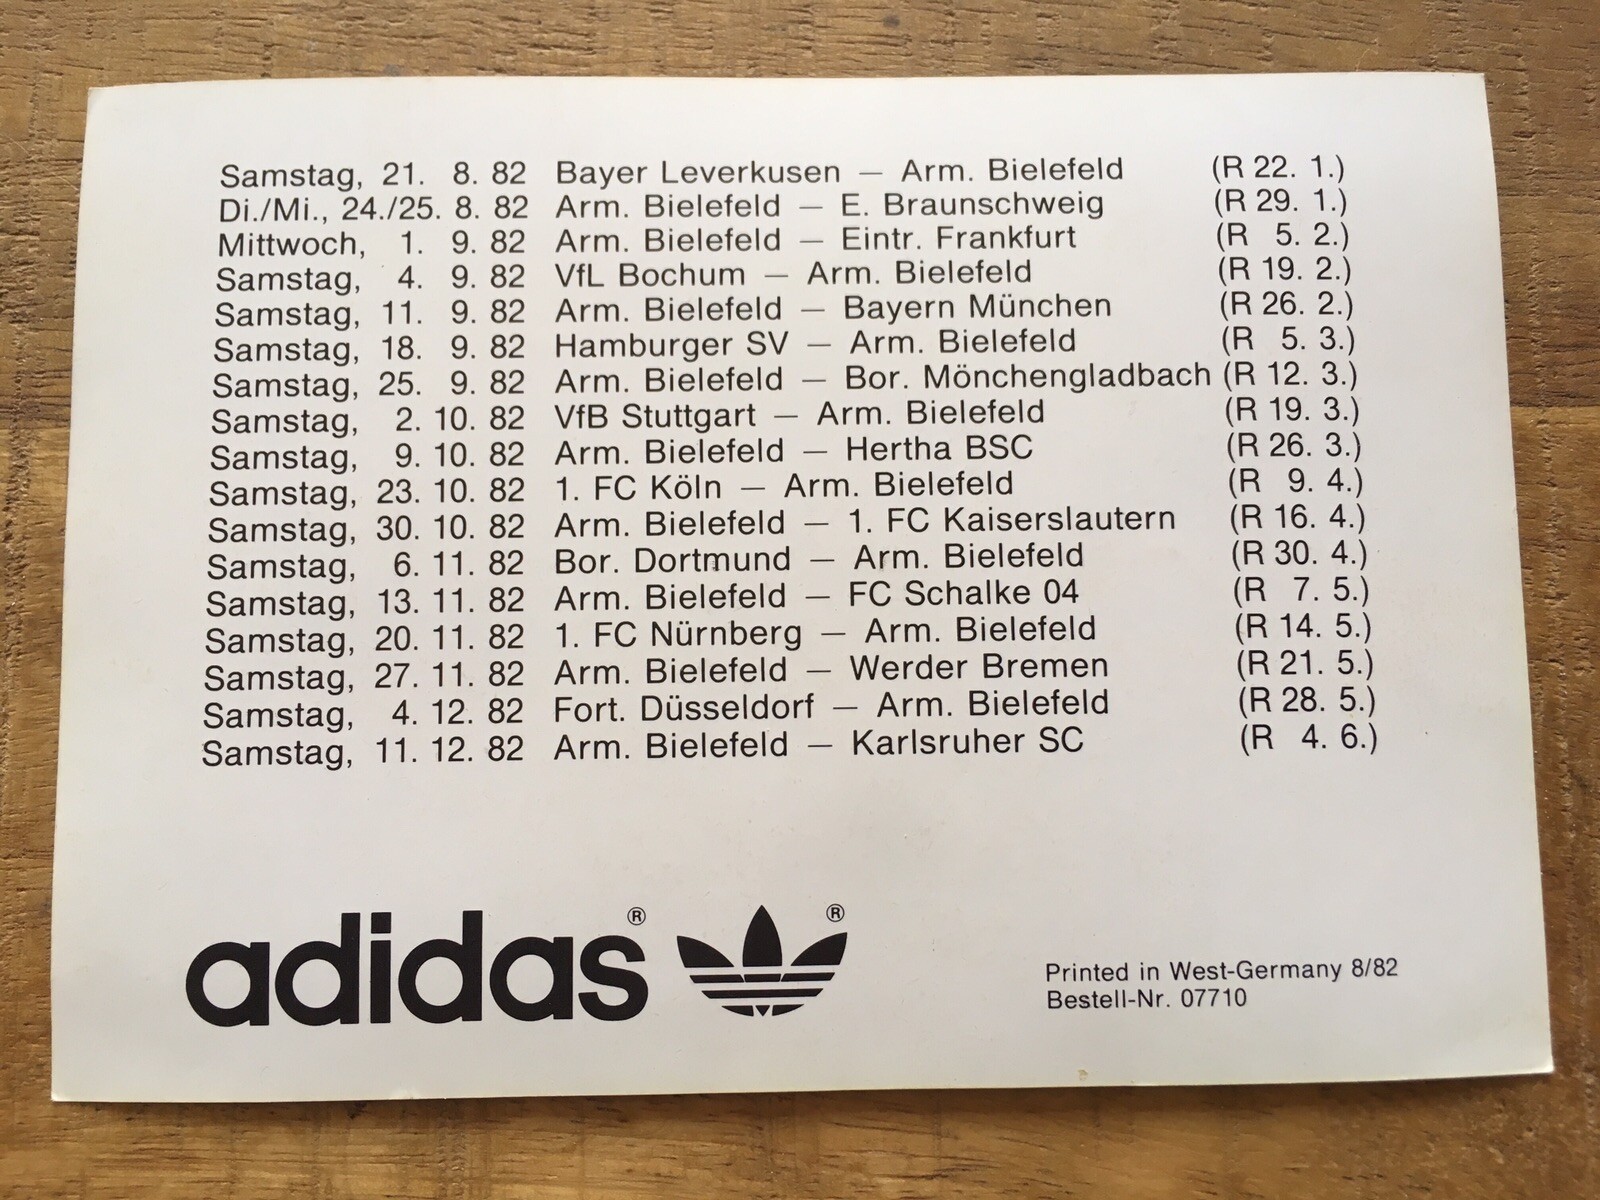 Samstag, 21. 8. 82 Bayer Leverkusen — Arm. Bielefeld (R 22. 1.)
Di./Mi., 24./25. 8. 82 Arm. Bielefeld — E. Braunschweig (R 29. 1.)
Mittwoch, 1. 9. 82 Arm. Bielefeld — Eintr. Frankfurt (R 5. 2.)
Samstag, 4. 9. 82 VfL Bochum — Arm. Bielefeld (R 19. 2.)
Samstag, 11. 9. 82 Arm. Bielefeld — Bayern München (R 26. 2.)
Samstag, 18. 9. 82 Hamburger SV — Arm. Bielefeld (R 5. 3.)
Samstag, 25. 9. 82 Arm. Bielefeld — Bor. Mönchengladbach (R 12. 3.)
Samstag, 2. 10. 82 VfB Stuttgart — Arm. Bielefeld (R 19. 3.)
Samstag, 9. 10. 82 Arm. Bielefeld — Hertha BSC (R 26. 3.)
Samstag, 23. 10. 82 1. FC Köln — Arm. Bielefeld (R 9. 4.)
Samstag, 30. 10. 82 Arm. Bielefeld — 1. FC Kaiserslautern (R 16. 4.)
Samstag, 6. 11. 82 Bor. Dortmund — Arm. Bielefeld (R 30. 4.)
Samstag, 13. 11. 82 Arm. Bielefeld — FC Schalke 04 (R 7. 5.)
Samstag, 20. 11. 82 1. FC Nürnberg — Arm. Bielefeld (R 14. 5.)
Samstag, 27. 11. 82 Arm. Bielefeld — Werder Bremen (R 21. 5.)
Samstag, 4. 12. 82 Fort. Düsseldorf — Arm. Bielefeld (R 28. 5.)
Samstag, 11. 12. 82 Arm. Bielefeld — Karlsruher SC (R 4. 6.)
adidas® ®
Printed in West-Germany 8/82
Bestell-Nr. 07710